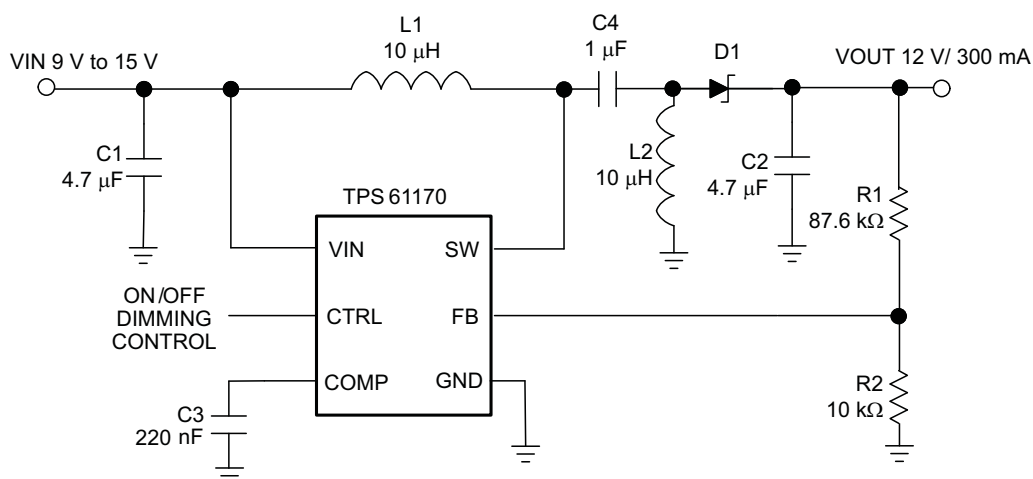 L1
10 μH
C4
1 μF
D1
VIN 9 V to 15 V
VOUT 12 V/ 300 mA
C1
4.7 μF
L2
10 μH
C2
4.7 μF
R1
87.6 kΩ
TPS 61170
VIN
SW
ON/OFF
DIMMING
CONTROL
CTRL
FB
COMP
GND
C3
220 nF
R2
10 kΩ